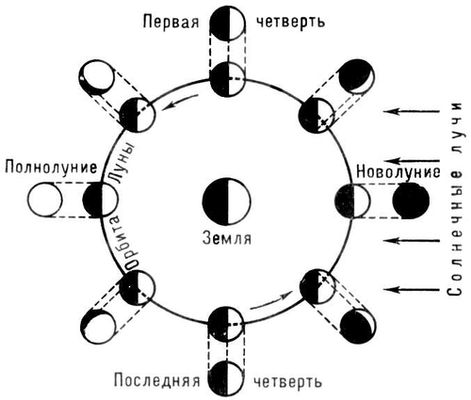 Первая четверть
Полнолуние
Орбита Луны
Земля
Новолуние
Солнечные лучи
Последняя четверть